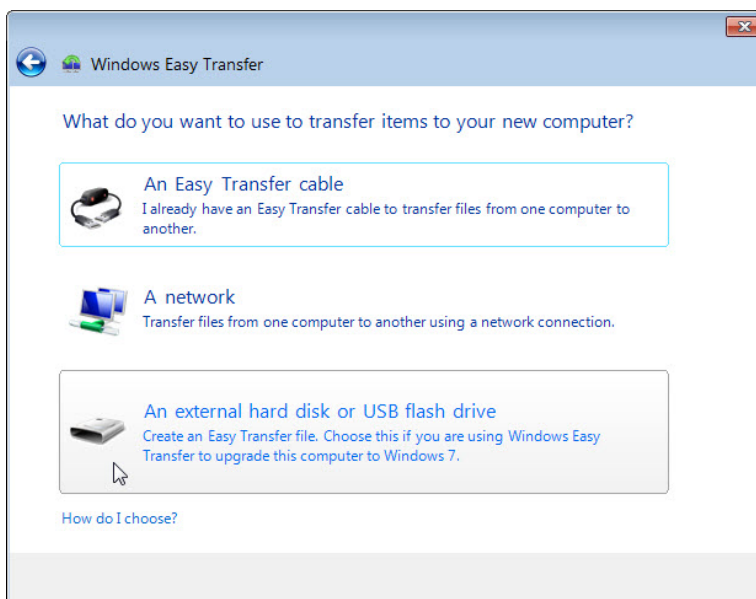 Windows Easy Transfer
What do you want to use to transfer items to your new computer?
An Easy Transfer cable
I already have an Easy Transfer cable to transfer files from one computer to
another.
A network
Transfer files from one computer to another using a network connection.
An external hard disk or USB flash drive
Create an Easy Transfer file. Choose this if you are using Windows Easy
Transfer to upgrade this computer to Windows 7.
How do I choose?